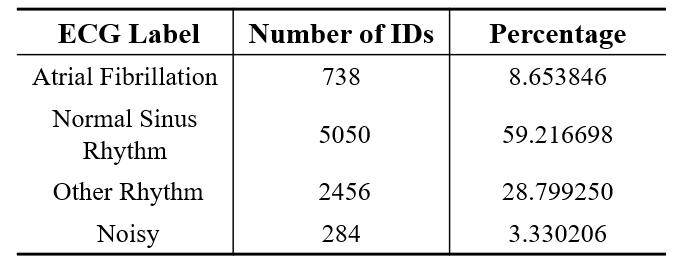 ECG Label Number of IDs Percentage
Atrial Fibrillation 738 8.653846
Normal Sinus
Rhythm 5050 59.216698
Other Rhythm 2456 28.799250
Noisy 284 3.330206